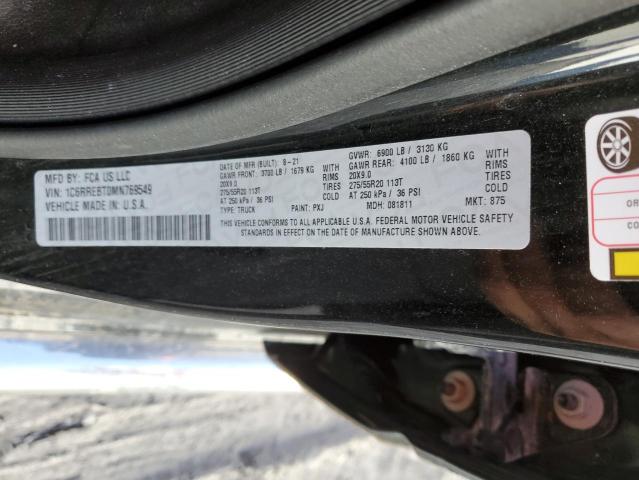 MFD BY: FCA US LLC
VIN: 1C6RREBT0MN769549
VEHICLE MADE IN U.S.A.
DATE OF MFR (BUILT): 8-21
GAWR FRONT: 3700 LB / 1679 KG
20X9.0
275/55R20 113T TIRES
AT 250 kPa / 36 PSI COLD
TYPE: TRUCK PAINT: PXJ
GVWR: 6900 LB / 3130 KG
GAWR REAR: 4100 LB / 1860 KG
20X9.0
275/55R20 113T TIRES
AT 250 kPa / 36 PSI COLD
MDH: 081811 MKT: 875
THIS VEHICLE CONFORMS TO ALL APPLICABLE U.S.A. FEDERAL MOTOR VEHICLE SAFETY
STANDARDS IN EFFECT ON THE DATE OF MANUFACTURE SHOWN ABOVE.
OR
CO